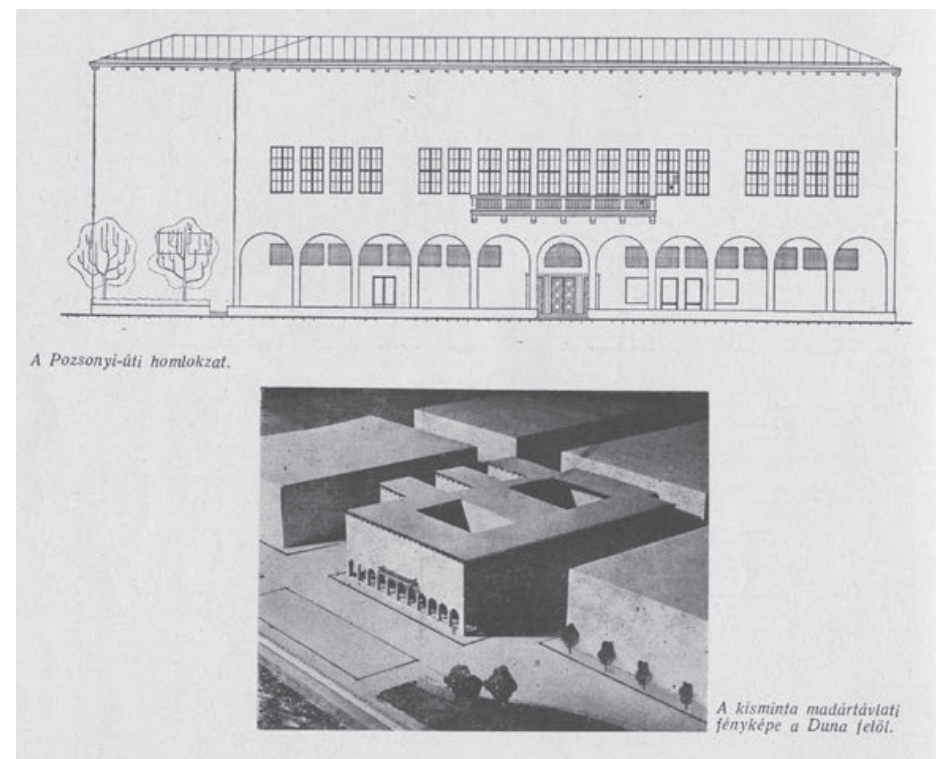 A Pozsonyi-úti homlokzat.
A kisminta madártávlati
fényképe a Duna felől.